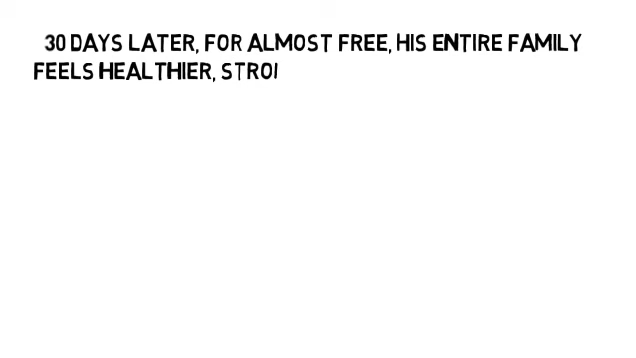 30 DAYS LATER, FOR ALMOST FREE, HIS ENTIRE FAMILY
FEELS HEALTHIER,